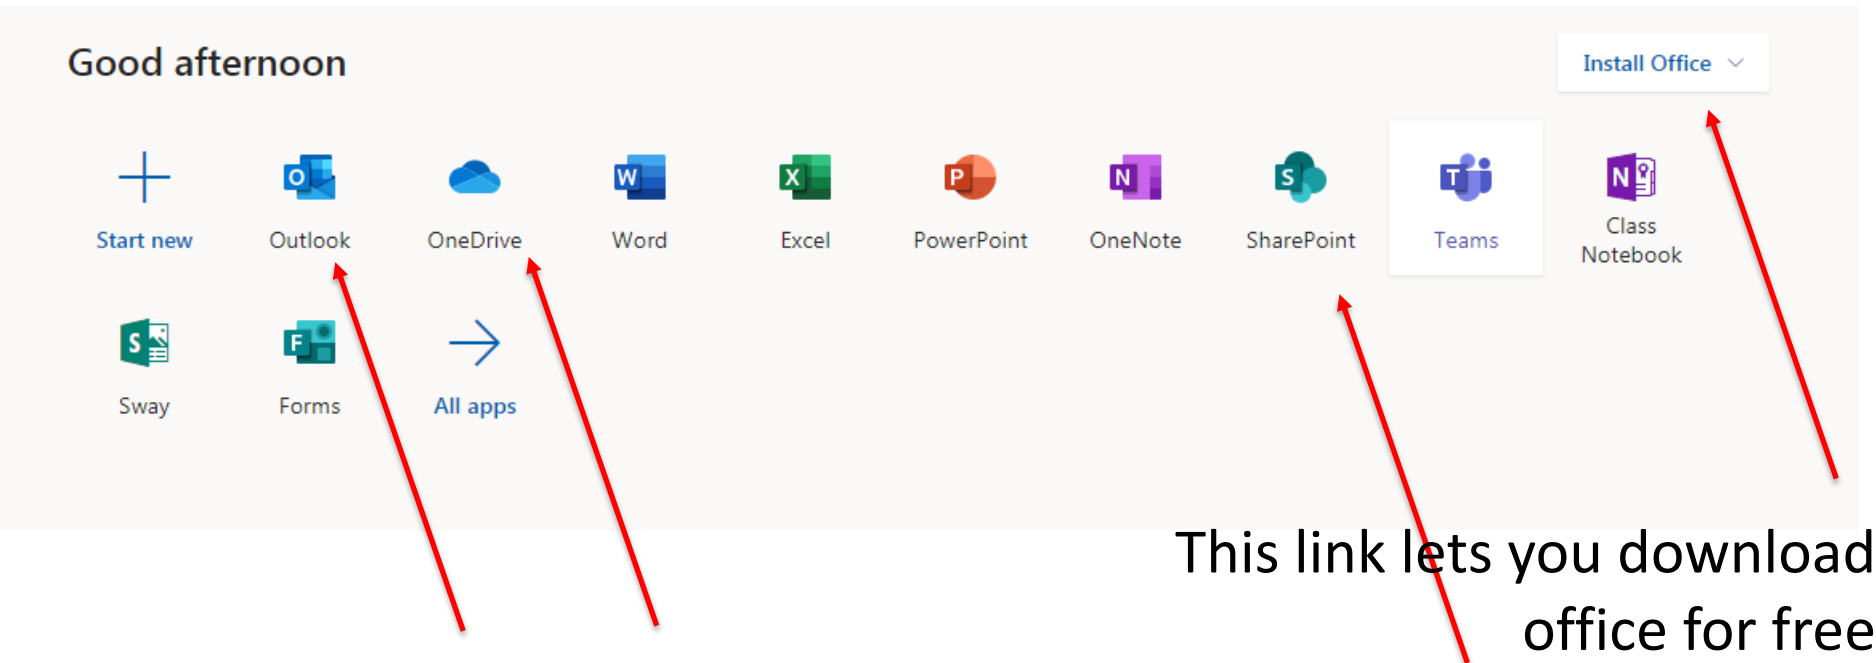 Good afternoon
Install Office
O
W
X
P
N
S
T
N
Start new
Outlook
OneDrive
Word
Excel
PowerPoint
OneNote
SharePoint
Teams
Class
Notebook
S
F
Sway
Forms
All apps
This link lets you download
office for free